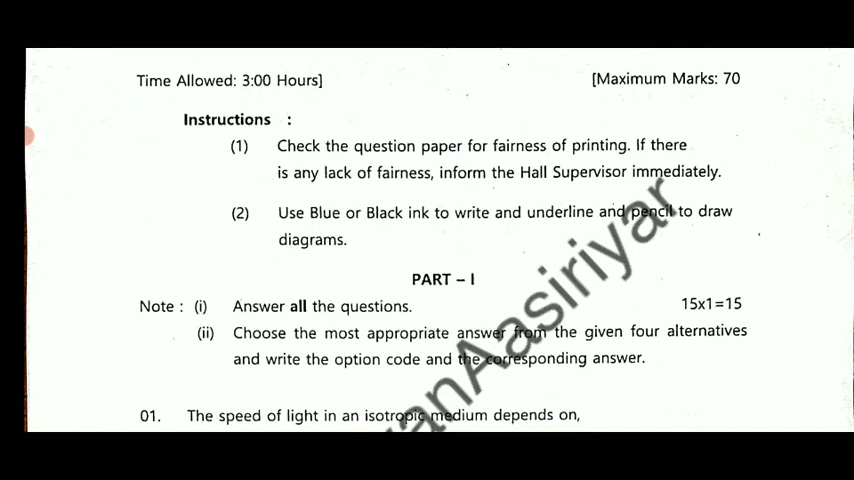 Time Allowed: 3:00 Hours] [Maximum Marks: 70
Instructions :
(1) Check the question paper for fairness of printing. If there
is any lack of fairness, inform the Hall Supervisor immediately.
(2) Use Blue or Black ink to write and underline and pencil to draw
diagrams.
PART – I
Note : (i) Answer all the questions. 15x1=15
(ii) Choose the most appropriate answer from the given four alternatives
and write the option code and the corresponding answer.
01. The speed of light in an isotropic medium depends on,